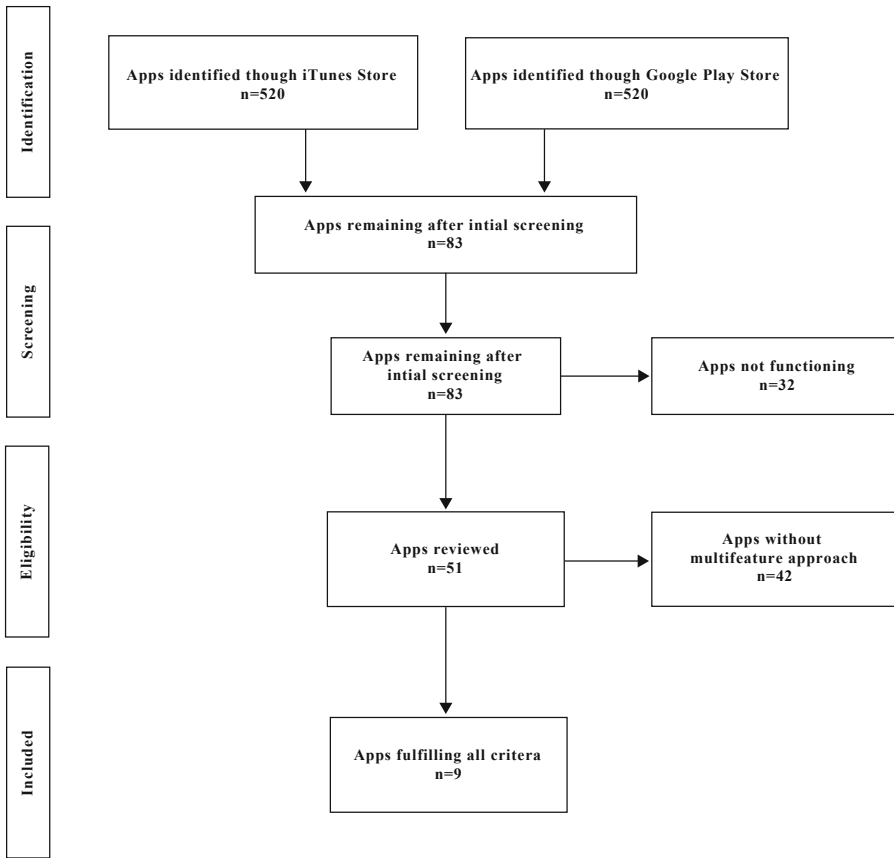 Identification
Apps identified though iTunes Store
n=520
Apps identified though Google Play Store
n=520
Screening
Apps remaining after intial screening
n=83
Apps remaining after
intial screening
n=83
Apps not functioning
n=32
Eligibility
Apps reviewed
n=51
Apps without
multifeature approach
n=42
Included
Apps fulfilling all critera
n=9